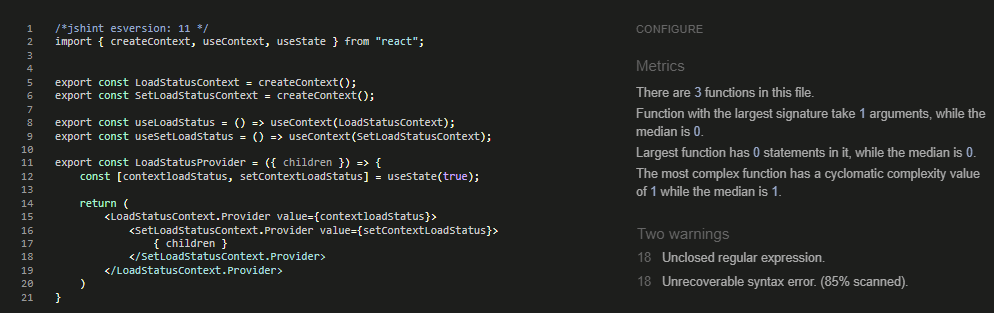 1 /*jshint esversion: 11 */
2 import { createContext, useContext, useState } from "react";
3
4
5 export const LoadStatusContext = createContext();
6 export const SetLoadStatusContext = createContext();
7
8 export const useLoadStatus = () => useContext(LoadStatusContext);
9 export const useSetLoadStatus = () => useContext(SetLoadStatusContext);
10
11 export const LoadStatusProvider = ({ children }) => {
12     const [contextloadStatus, setContextLoadStatus] = useState(true);
13
14     return (
15         <LoadStatusContext.Provider value={contextloadStatus}>
16             <SetLoadStatusContext.Provider value={setContextLoadStatus}>
17                 { children }
18             </SetLoadStatusContext.Provider>
19         </LoadStatusContext.Provider>
20     )
21 }
CONFIGURE
Metrics
There are 3 functions in this file.
Function with the largest signature take 1 arguments, while the
median is 0.
Largest function has 0 statements in it, while the median is 0.
The most complex function has a cyclomatic complexity value
of 1 while the median is 1.
Two warnings
18 Unclosed regular expression.
18 Unrecoverable syntax error. (85% scanned).